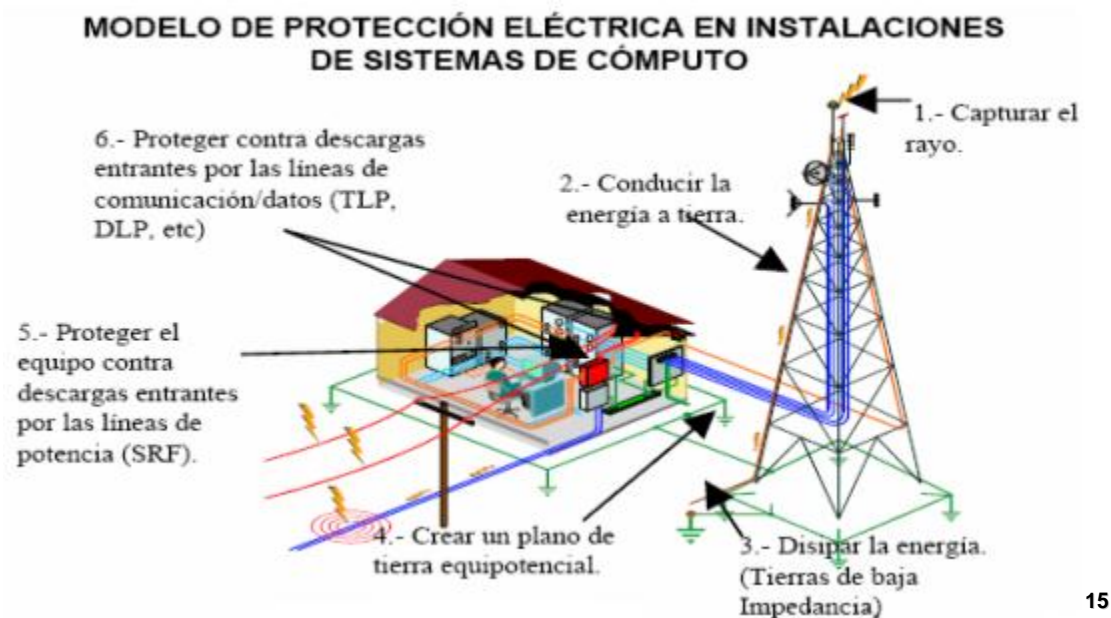 MODELO DE PROTECCIÓN ELÉCTRICA EN INSTALACIONES
DE SISTEMAS DE CÓMPUTO
6.- Proteger contra descargas
entrantes por las líneas de
comunicación/datos (TLP,
DLP, etc)
1.- Capturar el
rayo.
2.- Conducir la
energía a tierra.
5.- Proteger el
equipo contra
descargas entrantes
por las líneas de
potencia (SRF).
4.- Crear un plano de
tierra equipotencial.
3.- Disipar la energía.
(Tierras de baja
Impedancia)
15